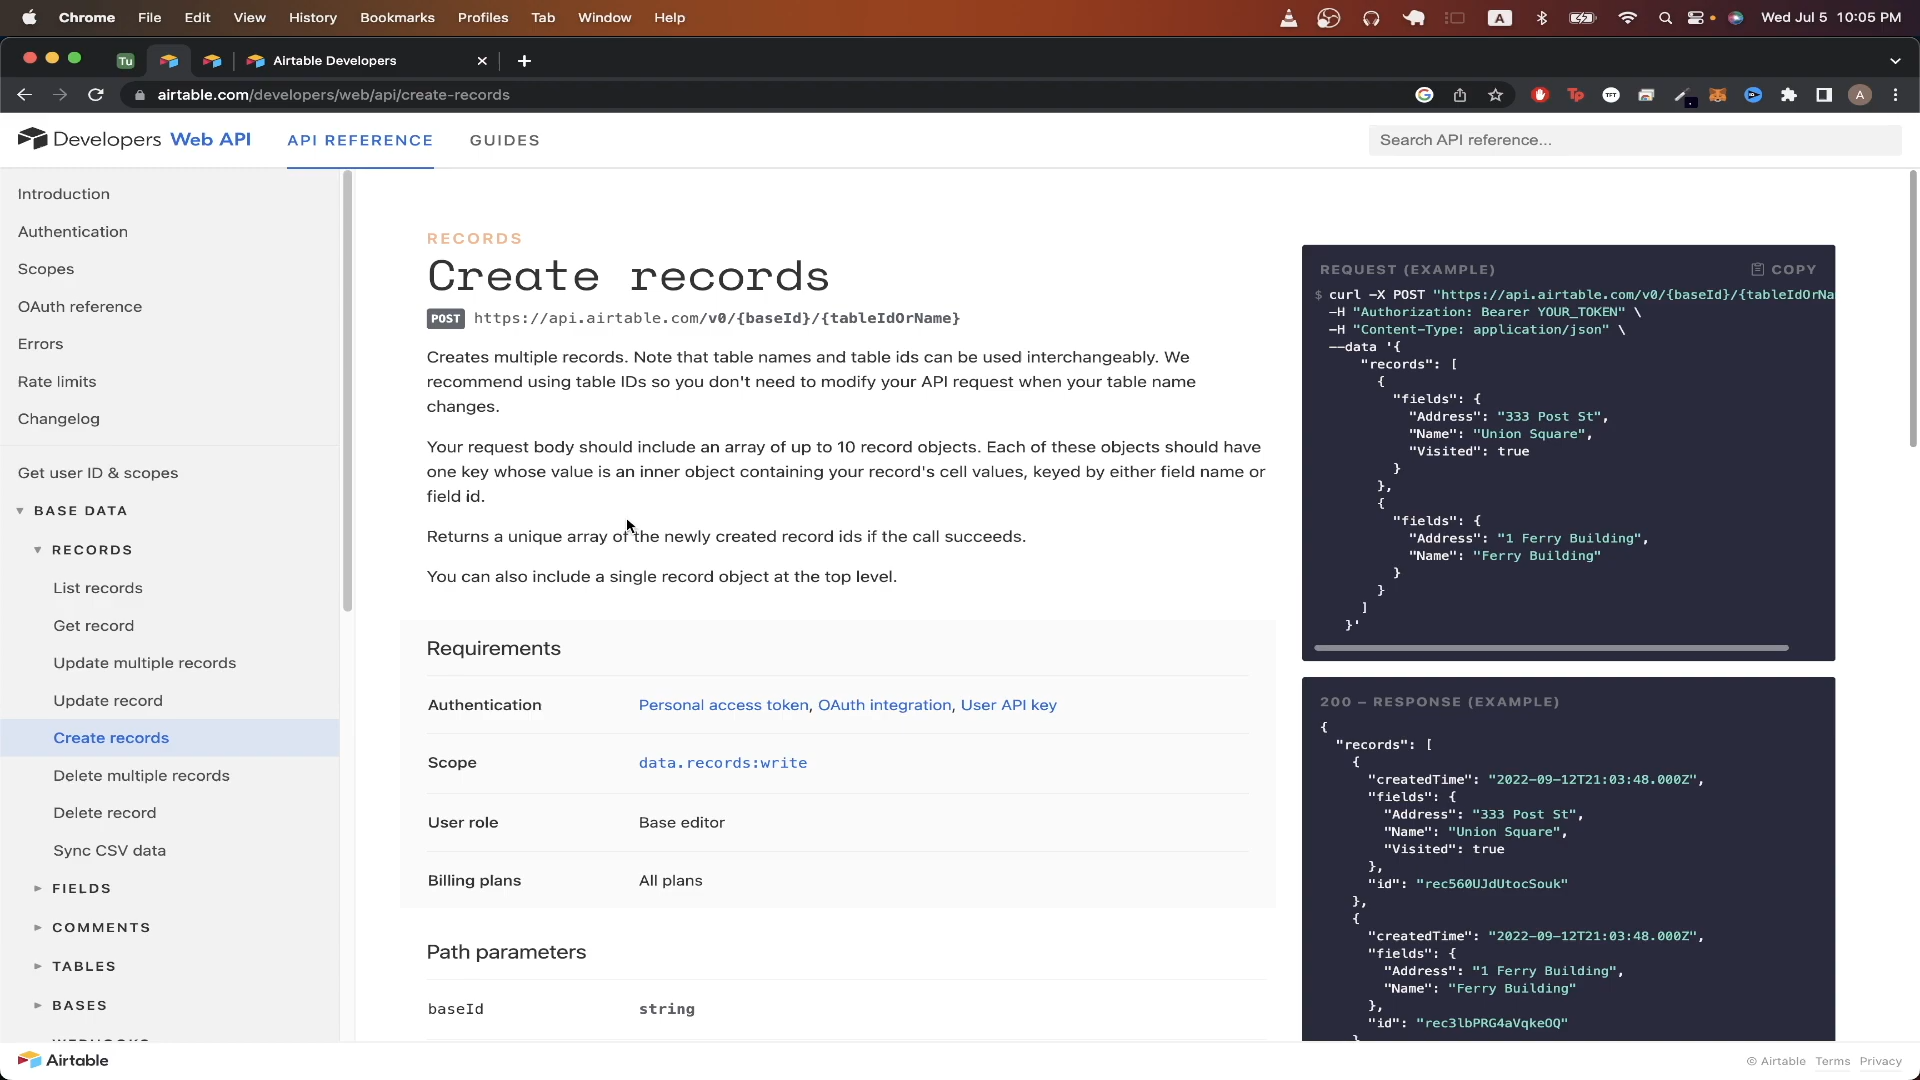 Chrome File Edit View History Bookmarks Profiles Tab Window Help
A
Wed Jul 5 10:05 PM
Tu
Airtable Developers
airtable.com/developers/web/api/create-records
A
Developers Web API API REFERENCE GUIDES
Search API reference...
Introduction
Authentication
Scopes
OAuth reference
Errors
Rate limits
Changelog
Get user ID & scopes
BASE DATA
RECORDS
List records
Get record
Update multiple records
Update record
Create records
Delete multiple records
Delete record
Sync CSV data
FIELDS
COMMENTS
TABLES
BASES
WEBHOOKS
Airtable
RECORDS
Create records
POST https://api.airtable.com/v0/{baseId}/{tableIdOrName}
Creates multiple records. Note that table names and table ids can be used interchangeably. We
recommend using table IDs so you don't need to modify your API request when your table name
changes.
Your request body should include an array of up to 10 record objects. Each of these objects should have
one key whose value is an inner object containing your record's cell values, keyed by either field name or
field id.
Returns a unique array of the newly created record ids if the call succeeds.
You can also include a single record object at the top level.
Requirements
Authentication Personal access token, OAuth integration, User API key
Scope data.records:write
User role Base editor
Billing plans All plans
Path parameters
baseId string
REQUEST (EXAMPLE) COPY
$ curl -X POST "https://api.airtable.com/v0/{baseId}/{tableIdOrNa
-H "Authorization: Bearer YOUR_TOKEN" \
-H "Content-Type: application/json" \
--data '{
"records": [
{
"fields": {
"Address": "333 Post St",
"Name": "Union Square",
"Visited": true
}
},
{
"fields": {
"Address": "1 Ferry Building",
"Name": "Ferry Building"
}
}
]
}'
200 – RESPONSE (EXAMPLE)
{
"records": [
{
"createdTime": "2022-09-12T21:03:48.000Z",
"fields": {
"Address": "333 Post St",
"Name": "Union Square",
"Visited": true
},
"id": "rec560UJdUtocSouk"
},
{
"createdTime": "2022-09-12T21:03:48.000Z",
"fields": {
"Address": "1 Ferry Building",
"Name": "Ferry Building"
},
"id": "rec3lbPRG4aVqkeOQ"
}
© Airtable Terms Privacy